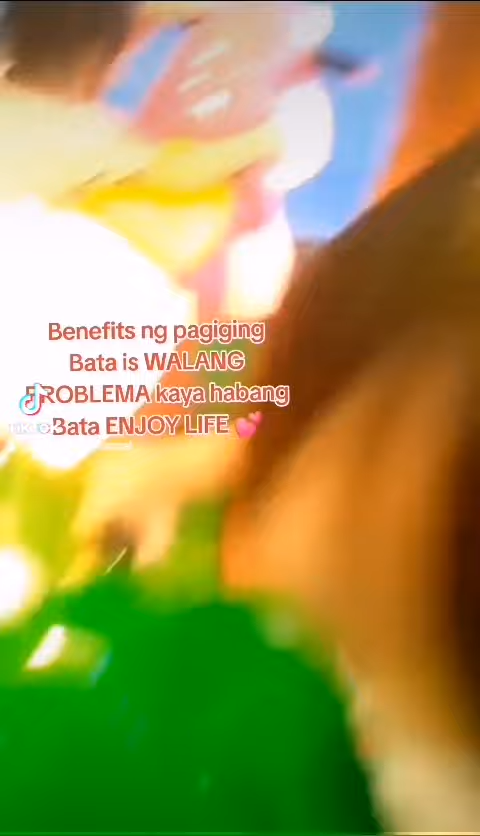 Benefits ng pagiging
Bata is WALANG
PROBLEMA kaya habang
Bata ENJOY LIFE 💕